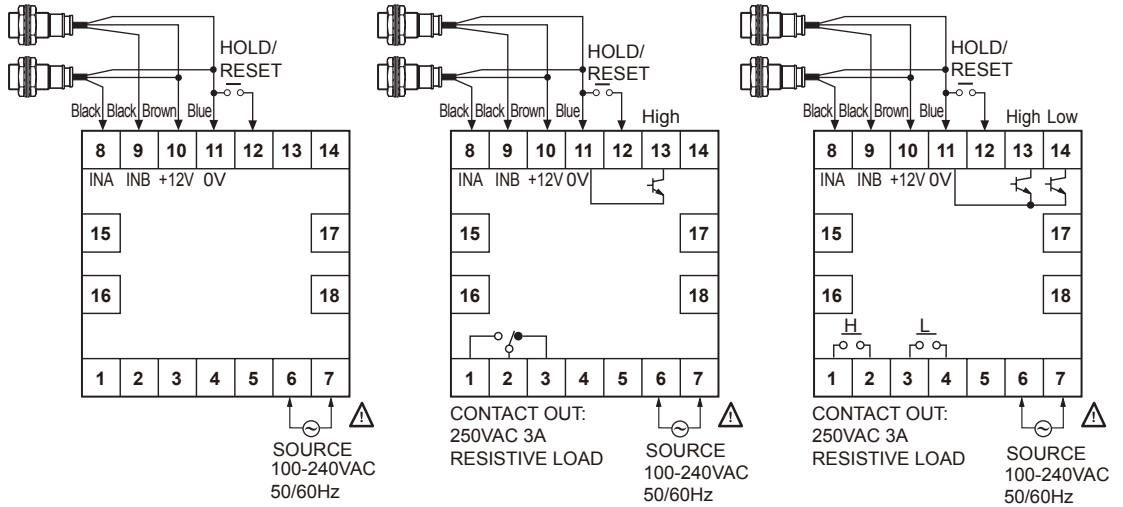 HOLD/
RESET
Black Black Brown Blue
8 9 10 11 12 13 14
INA INB +12V 0V
15 17
16 18
1 2 3 4 5 6 7
SOURCE
100-240VAC
50/60Hz
HOLD/
RESET
Black Black Brown Blue
High
8 9 10 11 12 13 14
INA INB +12V 0V
15 17
16 18
1 2 3 4 5 6 7
CONTACT OUT:
250VAC 3A
RESISTIVE LOAD
SOURCE
100-240VAC
50/60Hz
HOLD/
RESET
Black Black Brown Blue
High Low
8 9 10 11 12 13 14
INA INB +12V 0V
15 17
16 18
H L
1 2 3 4 5 6 7
CONTACT OUT:
250VAC 3A
RESISTIVE LOAD
SOURCE
100-240VAC
50/60Hz